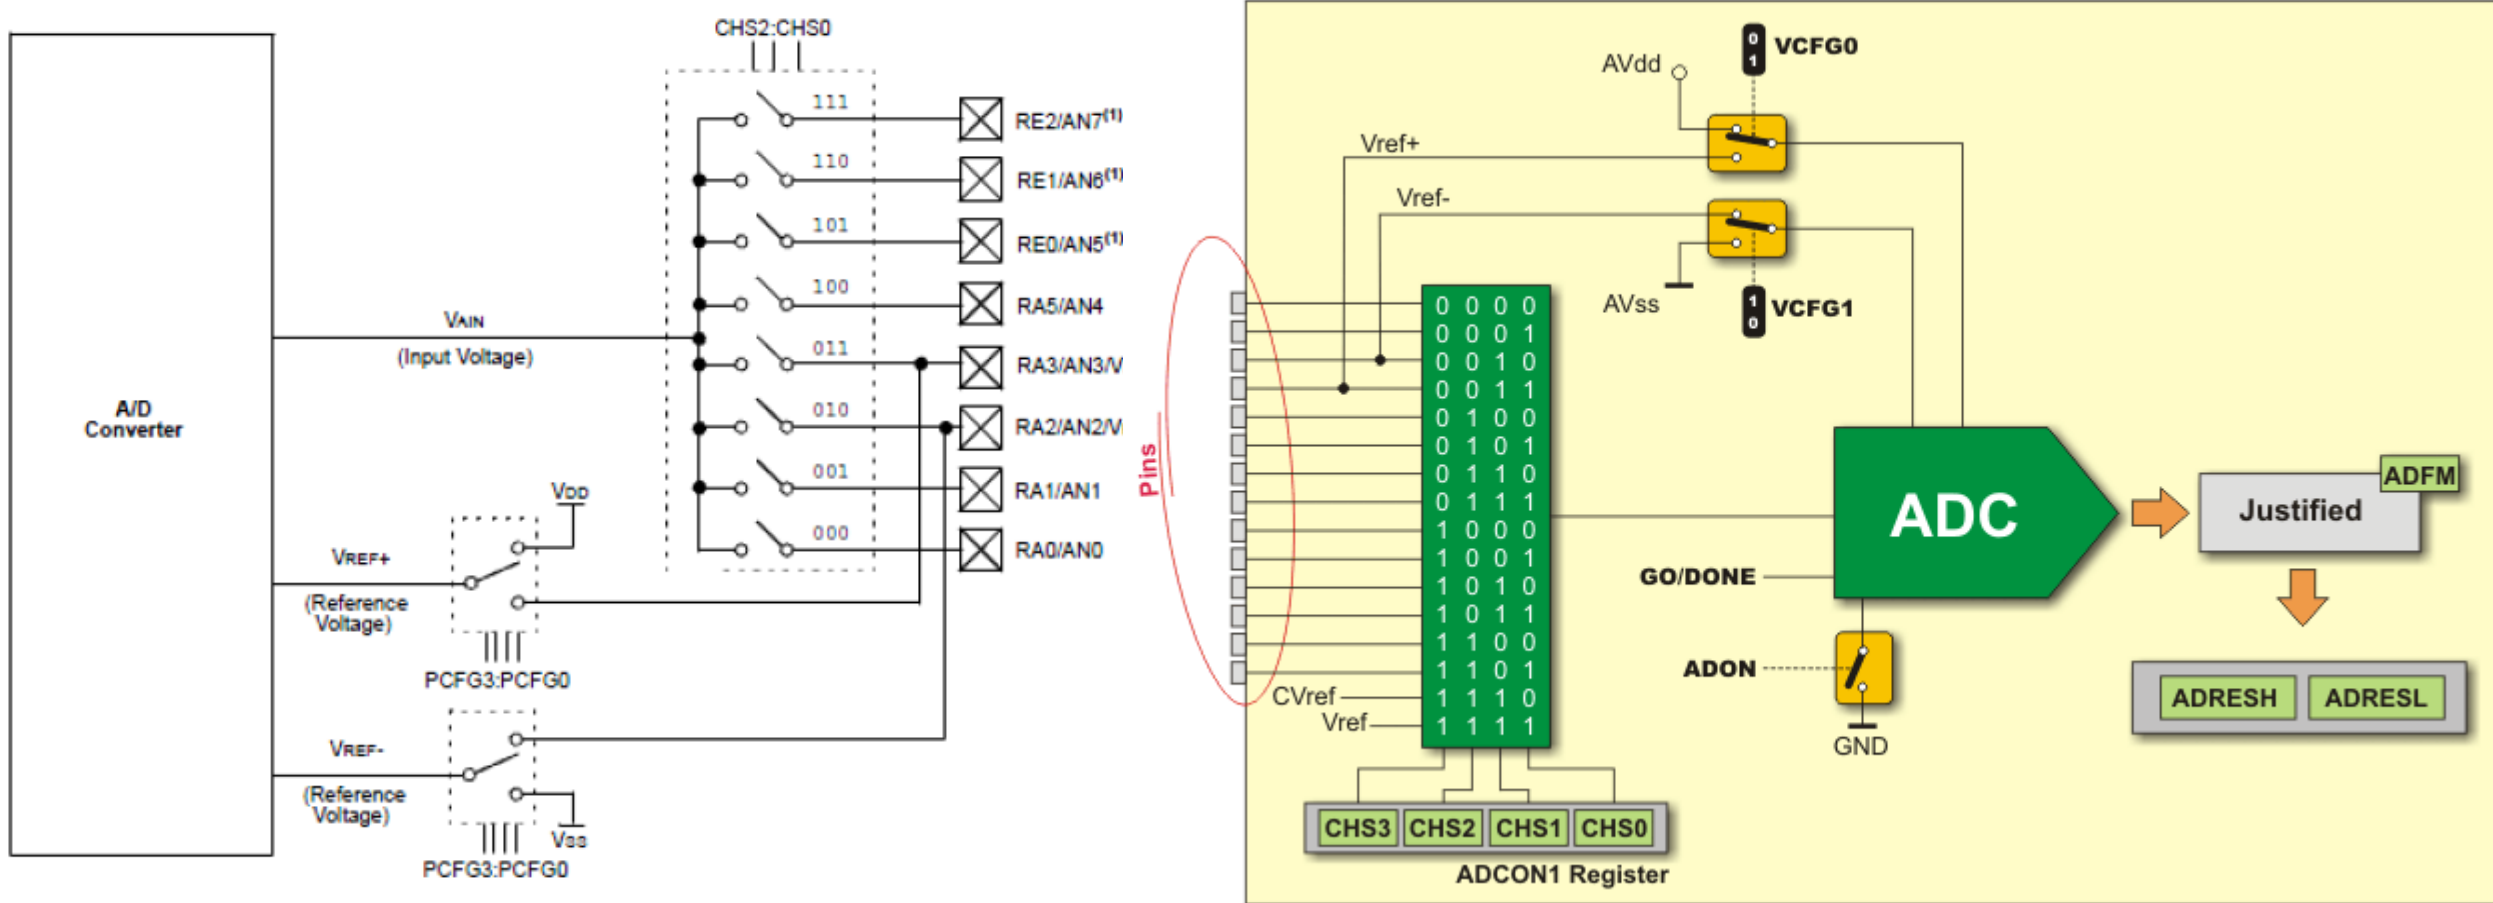 CHS2:CHS0
111
RE2/AN7(1)
110
RE1/AN6(1)
101
RE0/AN5(1)
100
RA5/AN4
VAIN
(Input Voltage)
011
RA3/AN3/V
010
RA2/AN2/V
001
RA1/AN1
000
RA0/AN0
A/D
Converter
VDD
VREF+
(Reference
Voltage)
PCFG3:PCFG0
VREF-
(Reference
Voltage)
VSS
PCFG3:PCFG0
Pins
0
1
VCFG0
AVdd
Vref+
Vref-
AVss
1
0
VCFG1
0 0 0 0
0 0 0 1
0 0 1 0
0 0 1 1
0 1 0 0
0 1 0 1
0 1 1 0
0 1 1 1
1 0 0 0
1 0 0 1
1 0 1 0
1 0 1 1
1 1 0 0
1 1 0 1
CVref
1 1 1 0
Vref
1 1 1 1
CHS3 CHS2 CHS1 CHS0
ADCON1 Register
ADC
GO/DONE
ADON
GND
ADFM
Justified
ADRESH ADRESL